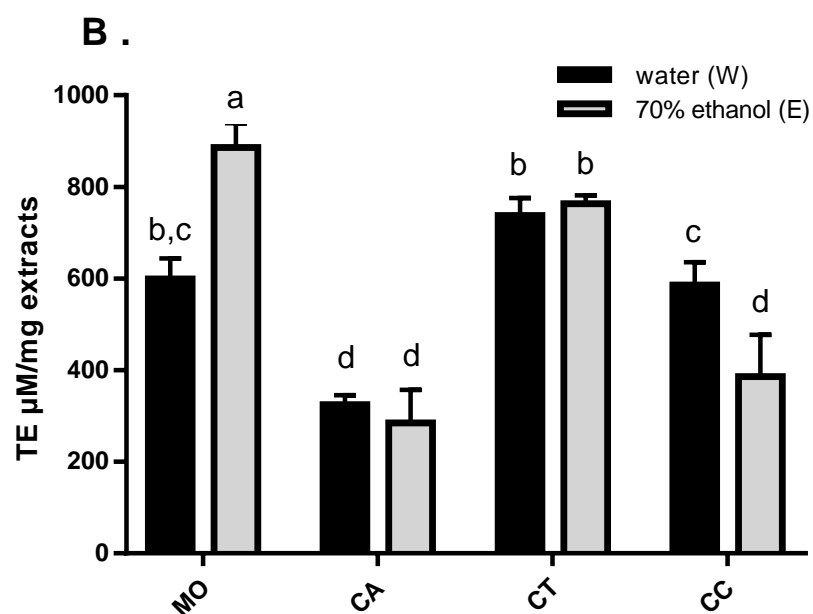 B .
water (W)
70% ethanol (E)
TE µM/mg extracts
1000
800
600
400
200
0
b,c
a
d
d
b
b
c
d
MO
CA
CT
CC